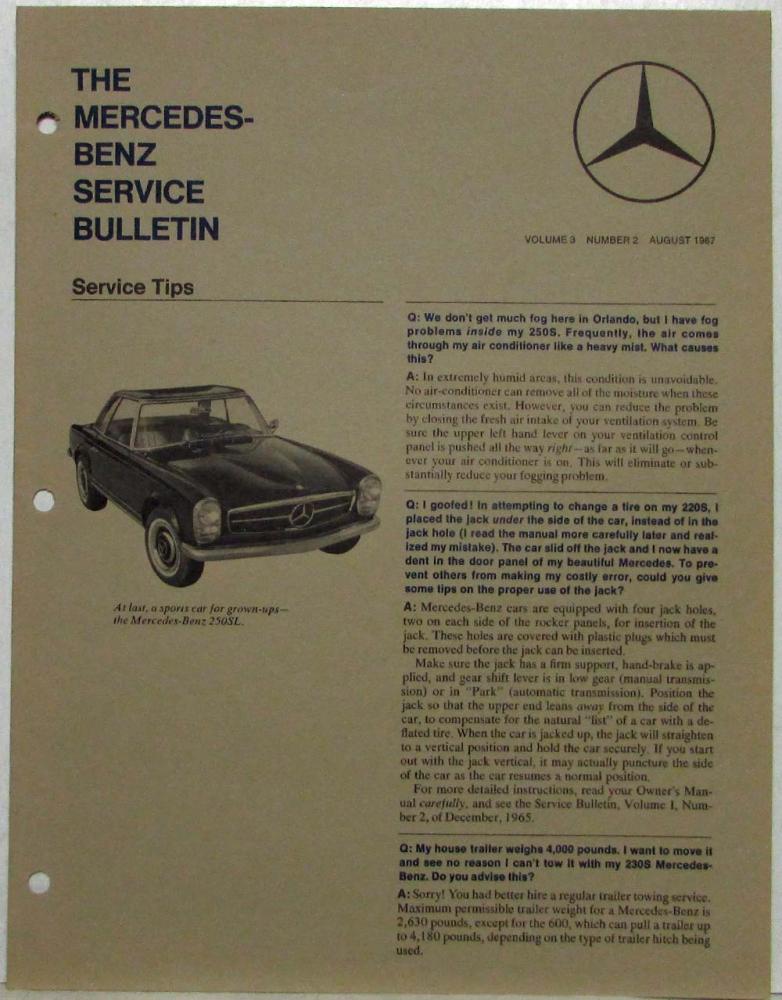 THE
MERCEDES-
BENZ
SERVICE
BULLETIN
VOLUME 3 NUMBER 2 AUGUST 1967
Service Tips
At last, a sports car for grown-ups—
the Mercedes-Benz 250SL.
Q: We don't get much fog here in Orlando, but I have fog
problems inside my 250S. Frequently, the air comes
through my air conditioner like a heavy mist. What causes
this?
A: In extremely humid areas, this condition is unavoidable.
No air-conditioner can remove all of the moisture when these
circumstances exist. However, you can reduce the problem
by closing the fresh air intake of your ventilation system. Be
sure the upper left hand lever on your ventilation control
panel is pushed all the way right—as far as it will go—when-
ever your air conditioner is on. This will eliminate or sub-
stantially reduce your fogging problem.
Q: I goofed! In attempting to change a tire on my 220S, I
placed the jack under the side of the car, instead of in the
jack hole (I read the manual more carefully later and real-
ized my mistake). The car slid off the jack and I now have a
dent in the door panel of my beautiful Mercedes. To pre-
vent others from making my costly error, could you give
some tips on the proper use of the jack?
A: Mercedes-Benz cars are equipped with four jack holes,
two on each side of the rocker panels, for insertion of the
jack. These holes are covered with plastic plugs which must
be removed before the jack can be inserted.
Make sure the jack has a firm support, hand-brake is ap-
plied, and gear shift lever is in low gear (manual transmis-
sion) or in "Park" (automatic transmission). Position the
jack so that the upper end leans away from the side of the
car, to compensate for the natural "list" of a car with a de-
flated tire. When the car is jacked up, the jack will straighten
to a vertical position and hold the car securely. If you start
out with the jack vertical, it may actually puncture the side
of the car as the car resumes a normal position.
For more detailed instructions, read your Owner's Man-
ual carefully, and see the Service Bulletin, Volume 1, Num-
ber 2, of December, 1965.
Q: My house trailer weighs 4,000 pounds. I want to move it
and see no reason I can't tow it with my 230S Mercedes-
Benz. Do you advise this?
A: Sorry! You had better hire a regular trailer towing service.
Maximum permissible trailer weight for a Mercedes-Benz is
2,630 pounds, except for the 600, which can pull a trailer up
to 4,180 pounds, depending on the type of trailer hitch being
used.